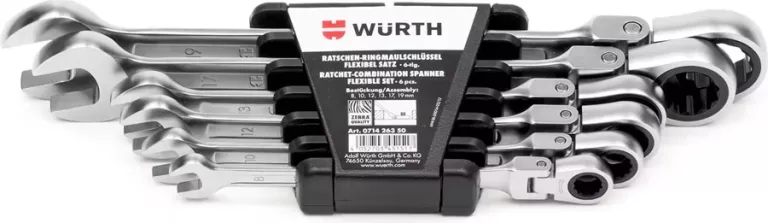 WÜRTH
RATSCHEN-RINGMAULSCHLÜSSEL
FLEXIBEL SATZ • 6-tlg.
RATCHET-COMBINATION SPANNER
FLEXIBLE SET • 6 pcs.
Bestückung/Assembly:
8, 10, 12, 13, 17, 19 mm
ZEBRA
QUALITY
Art. 0714 263 50
Adolf Würth GmbH & Co. KG
74650 Künzelsau, Germany
www.wuerth.com
19
17
12
10
8